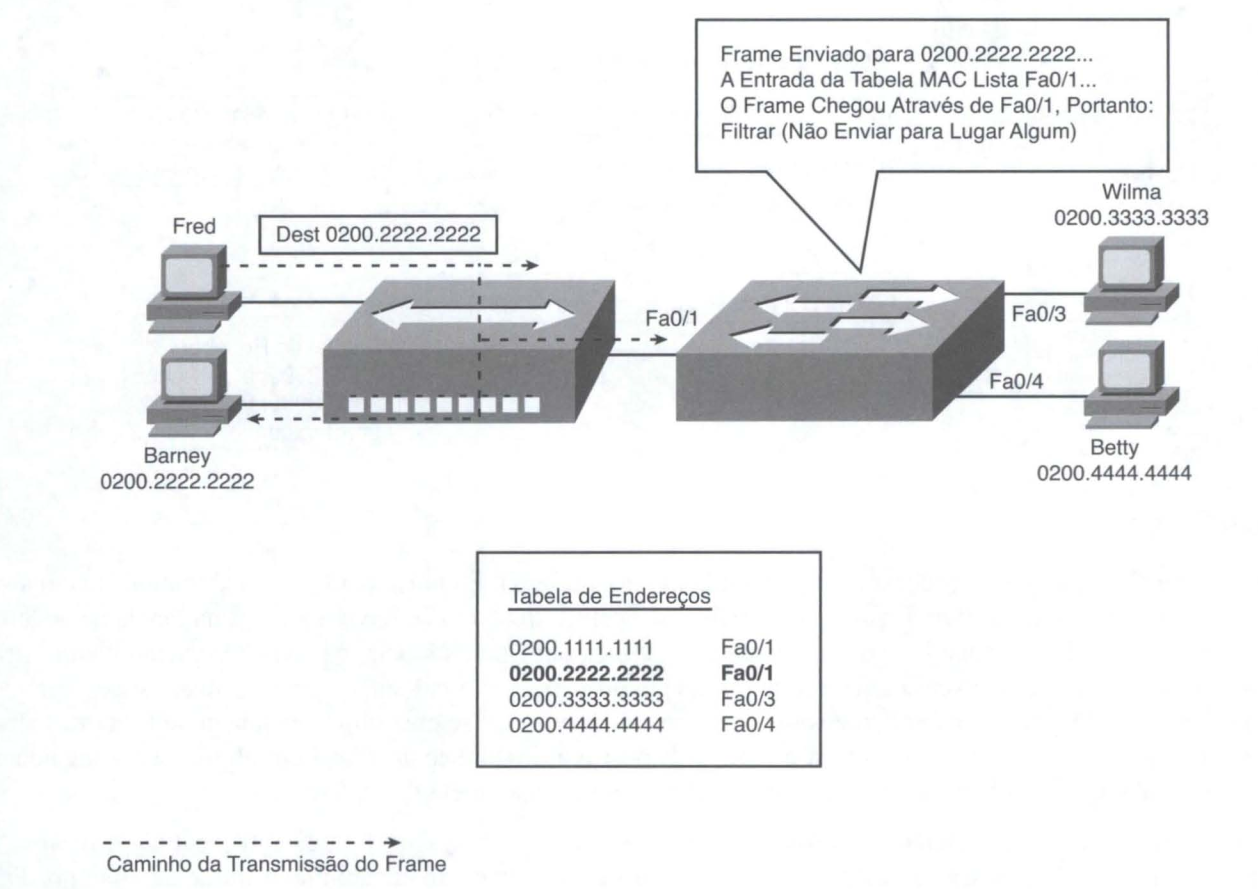 Frame Enviado para 0200.2222.2222...
A Entrada da Tabela MAC Lista Fa0/1...
O Frame Chegou Através de Fa0/1, Portanto:
Filtrar (Não Enviar para Lugar Algum)
Wilma
0200.3333.3333
Fred
Dest 0200.2222.2222
Fa0/1
Fa0/3
Fa0/4
Barney
0200.2222.2222
Betty
0200.4444.4444
Tabela de Endereços
0200.1111.1111 Fa0/1
0200.2222.2222 Fa0/1
0200.3333.3333 Fa0/3
0200.4444.4444 Fa0/4
Caminho da Transmissão do Frame